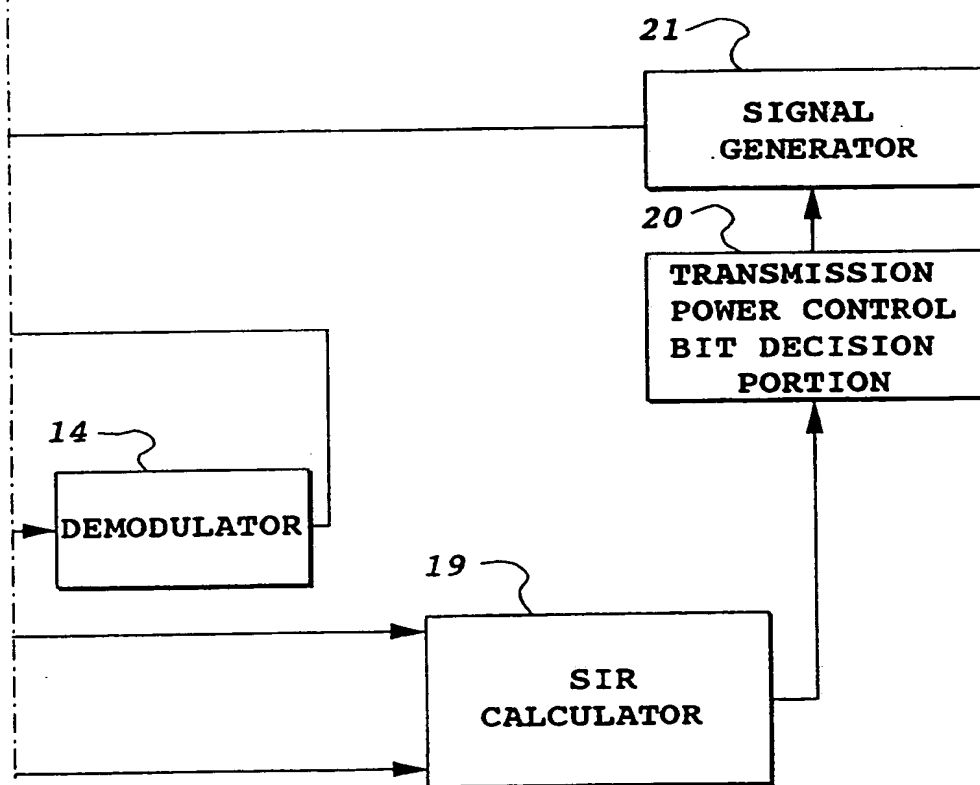 21
SIGNAL
GENERATOR
20
TRANSMISSION
POWER CONTROL
BIT DECISION
PORTION
14
DEMODULATOR
19
SIR
CALCULATOR